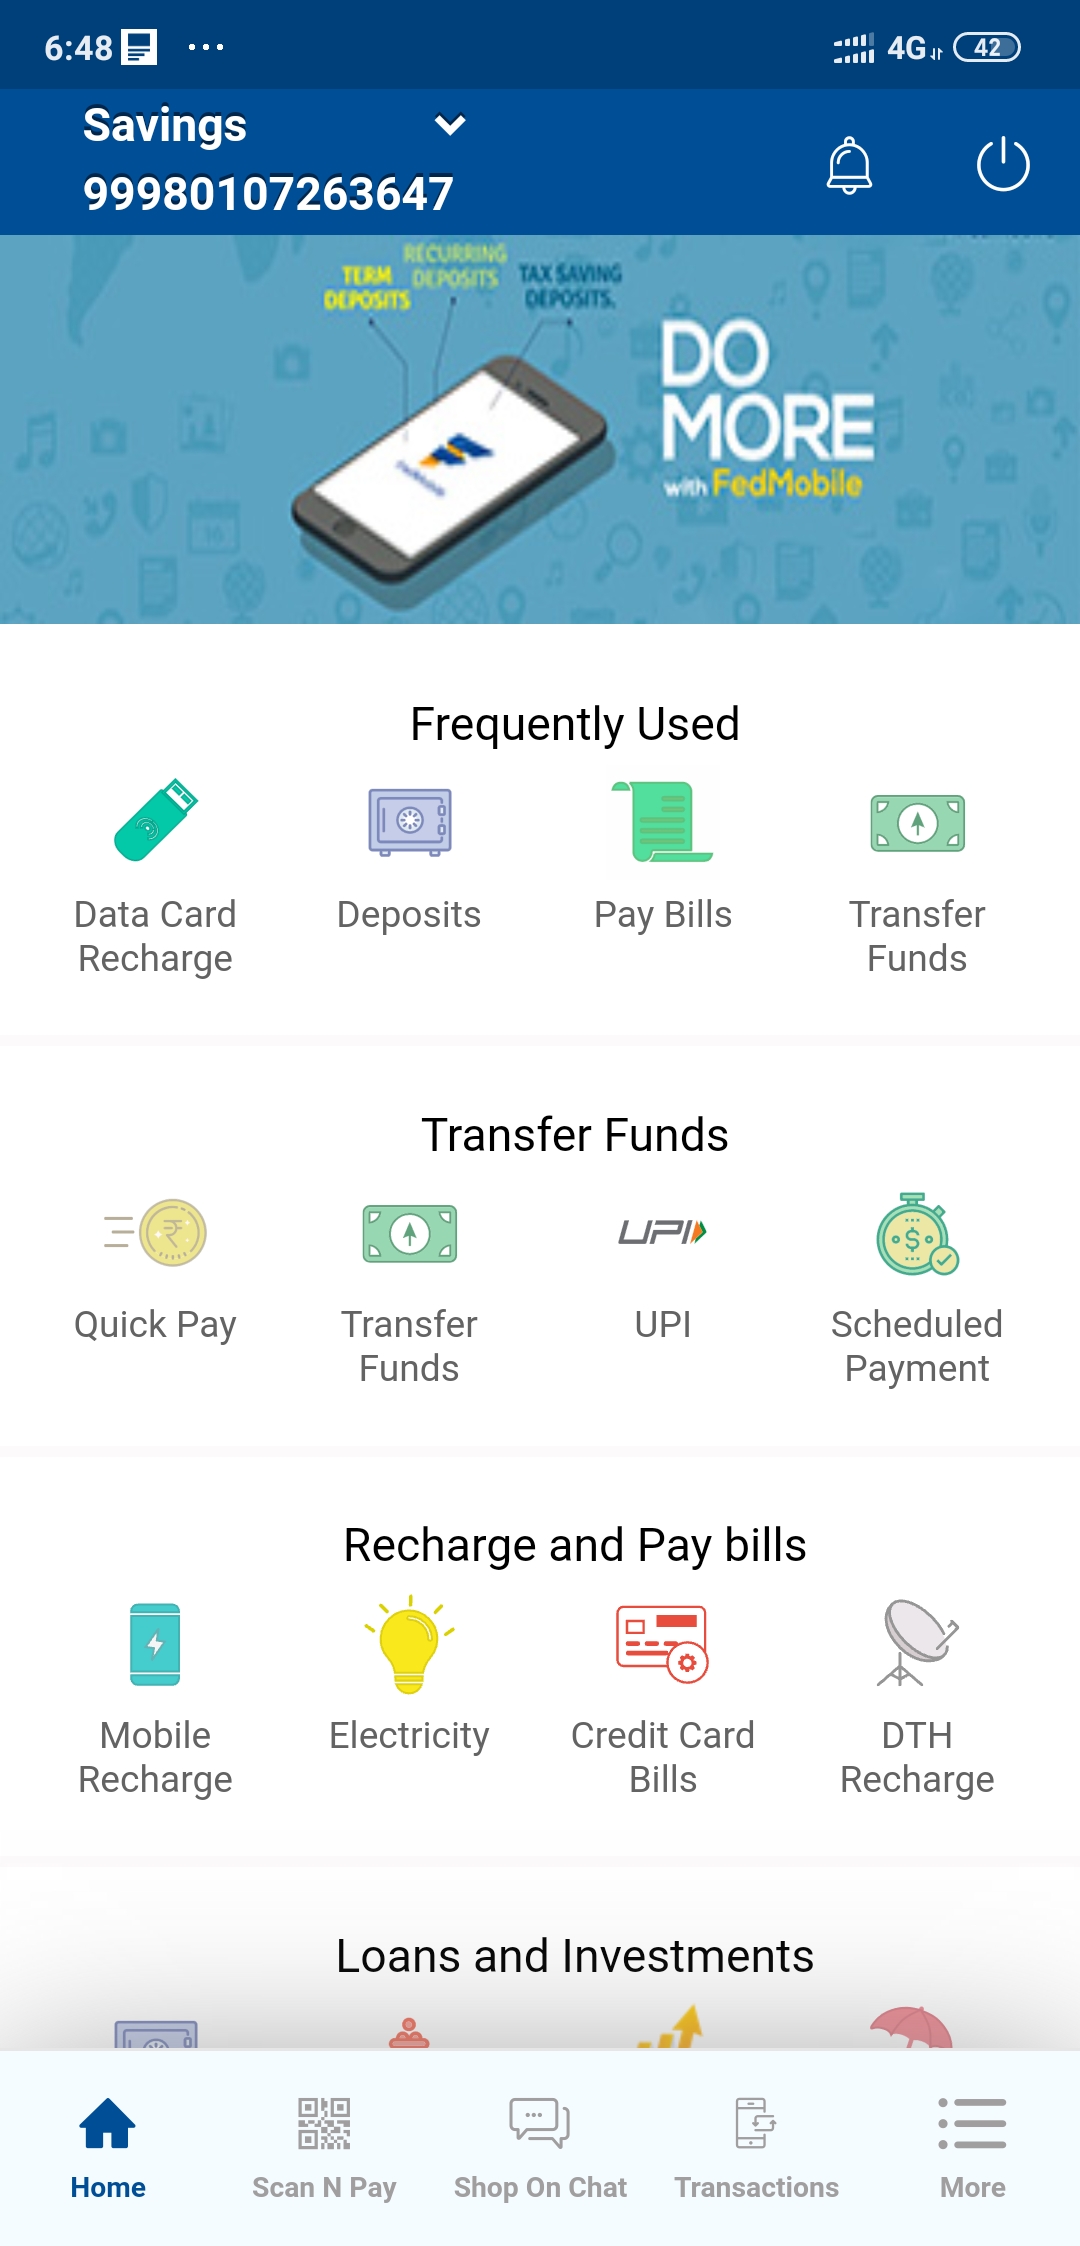 6:48
4G 42
Savings
99980107263647
RECURRING
TERM DEPOSITS TAX SAVING
DEPOSITS DEPOSITS.
DO
MORE
with FedMobile
FedMobile
Frequently Used
Data Card Deposits Pay Bills Transfer
Recharge Funds
Transfer Funds
UPI
Quick Pay Transfer UPI Scheduled
Funds Payment
Recharge and Pay bills
Mobile Electricity Credit Card DTH
Recharge Bills Recharge
Loans and Investments
Home Scan N Pay Shop On Chat Transactions More